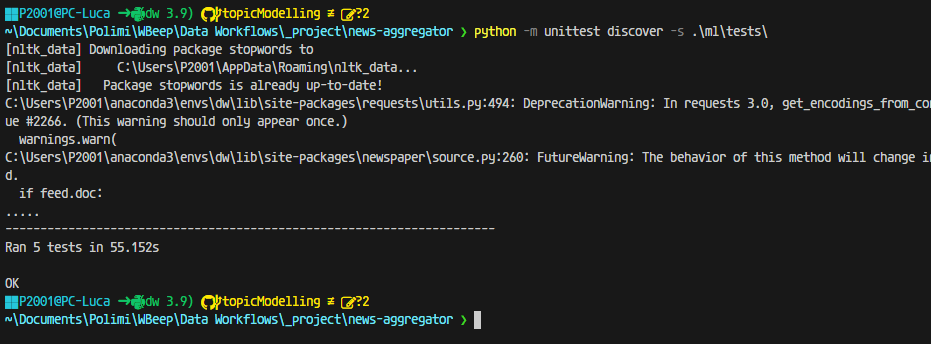 P2001@PC-Luca dw 3.9) topicModelling ≢ ?2
~\Documents\Polimi\WBeep\Data Workflows\_project\news-aggregator ❯ python -m unittest discover -s .\ml\tests\
[nltk_data] Downloading package stopwords to
[nltk_data]     C:\Users\P2001\AppData\Roaming\nltk_data...
[nltk_data]   Package stopwords is already up-to-date!
C:\Users\P2001\anaconda3\envs\dw\lib\site-packages\requests\utils.py:494: DeprecationWarning: In requests 3.0, get_encodings_from_con
ue #2266. (This warning should only appear once.)
  warnings.warn(
C:\Users\P2001\anaconda3\envs\dw\lib\site-packages\newspaper\source.py:260: FutureWarning: The behavior of this method will change in
d.
  if feed.doc:
.....
----------------------------------------------------------------------
Ran 5 tests in 55.152s
OK
P2001@PC-Luca dw 3.9) topicModelling ≢ ?2
~\Documents\Polimi\WBeep\Data Workflows\_project\news-aggregator ❯